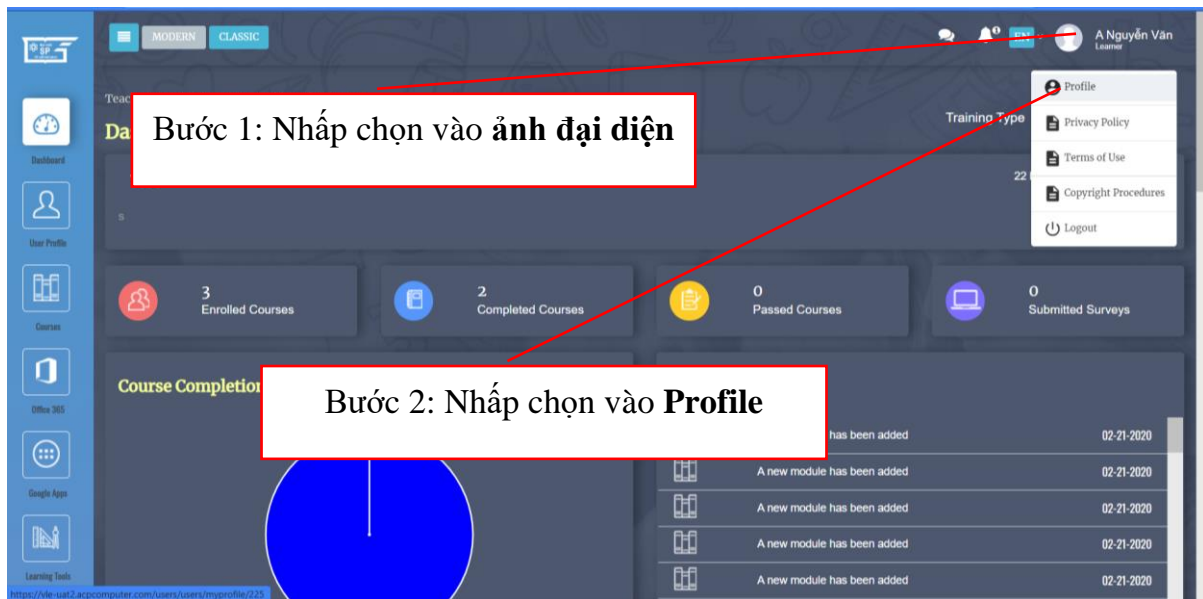 MODERN
CLASSIC
EN
A Nguyễn Văn
Learner
SP
Profile
Privacy Policy
Terms of Use
Copyright Procedures
Logout
Training Type
22
s
Bước 1: Nhấp chọn vào ảnh đại diện
Dashboard
User Profile
Courses
Office 365
Google Apps
Learning Tools
3
Enrolled Courses
2
Completed Courses
0
Passed Courses
0
Submitted Surveys
Course Completion
Bước 2: Nhấp chọn vào Profile
has been added 02-21-2020
A new module has been added 02-21-2020
A new module has been added 02-21-2020
A new module has been added 02-21-2020
A new module has been added 02-21-2020
https://vle-uat2.acpcomputer.com/users/users/myprofile/225